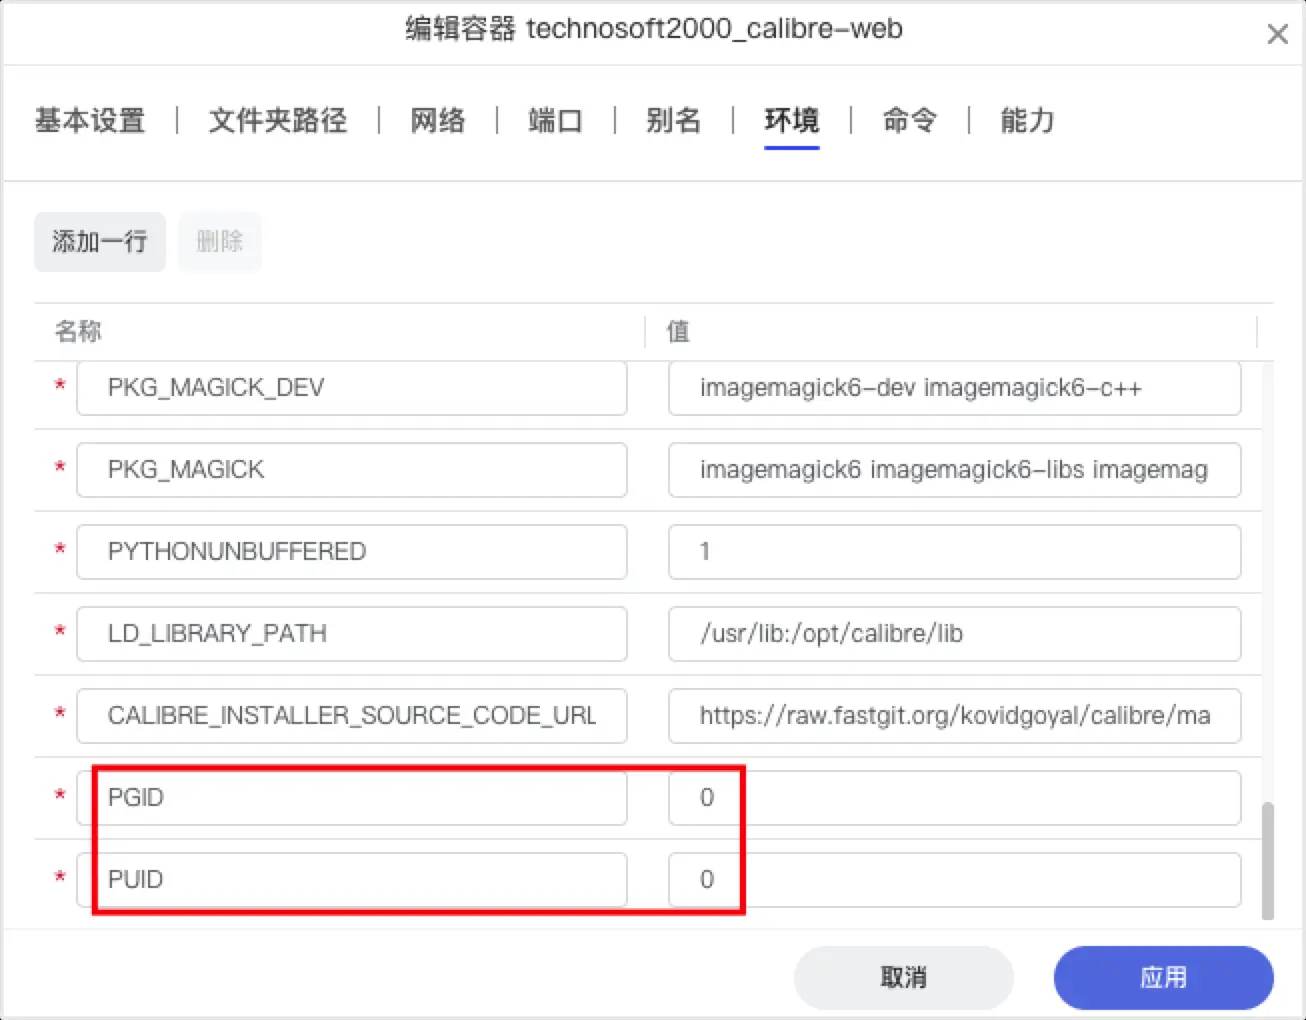 编辑容器 technosoft2000_calibre-web
基本设置 | 文件夹路径 | 网络 | 端口 | 别名 | 环境 | 命令 | 能力
添加一行 删除
名称 值
* PKG_MAGICK_DEV imagemagick6-dev imagemagick6-c++
* PKG_MAGICK imagemagick6 imagemagick6-libs imagemag
* PYTHONUNBUFFERED 1
* LD_LIBRARY_PATH /usr/lib:/opt/calibre/lib
* CALIBRE_INSTALLER_SOURCE_CODE_URL https://raw.fastgit.org/kovidgoyal/calibre/ma
* PGID 0
* PUID 0
取消 应用